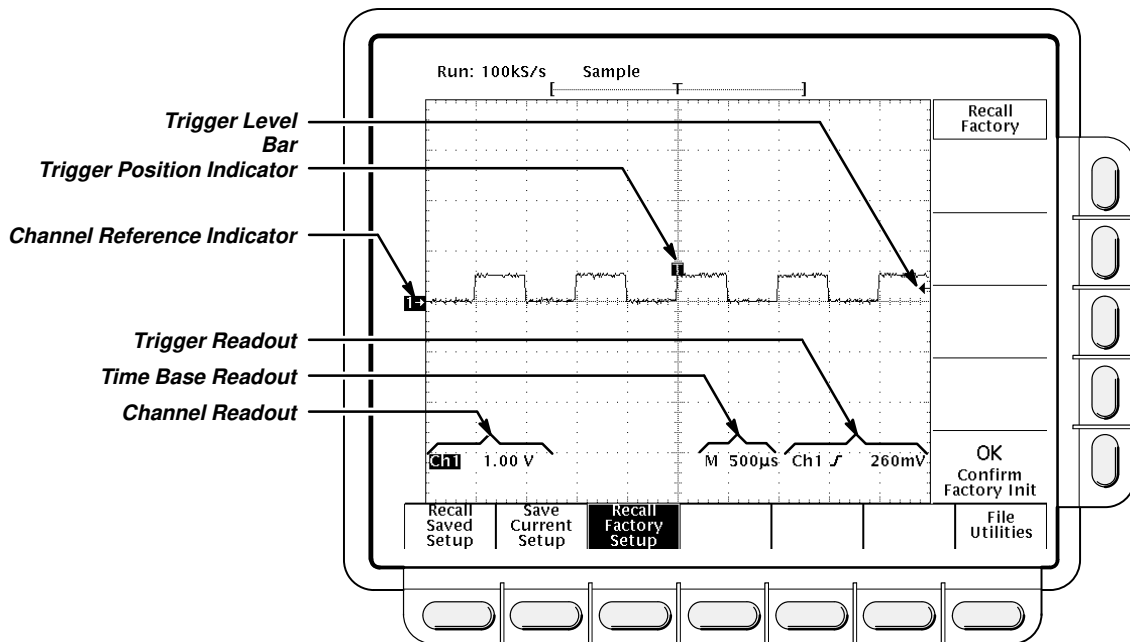 Run: 100kS/s Sample
[ T ]
Trigger Level
Bar
Trigger Position Indicator
Channel Reference Indicator
Trigger Readout
Time Base Readout
Channel Readout
Recall
Factory
T
1→
Ch1 1.00 V
M 500µs
Ch1 260mV
OK
Confirm
Factory Init
Recall
Saved
Setup
Save
Current
Setup
Recall
Factory
Setup
File
Utilities